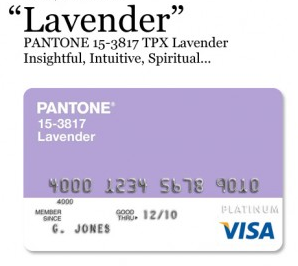 “Lavender”
PANTONE 15-3817 TPX Lavender
Insightful, Intuitive, Spiritual...
PANTONE®
15-3817
Lavender
4000 1234 5678 9010
4000
MEMBER SINCE GOOD THRU▸ 12/10
G. JONES
PLATINUM
VISA